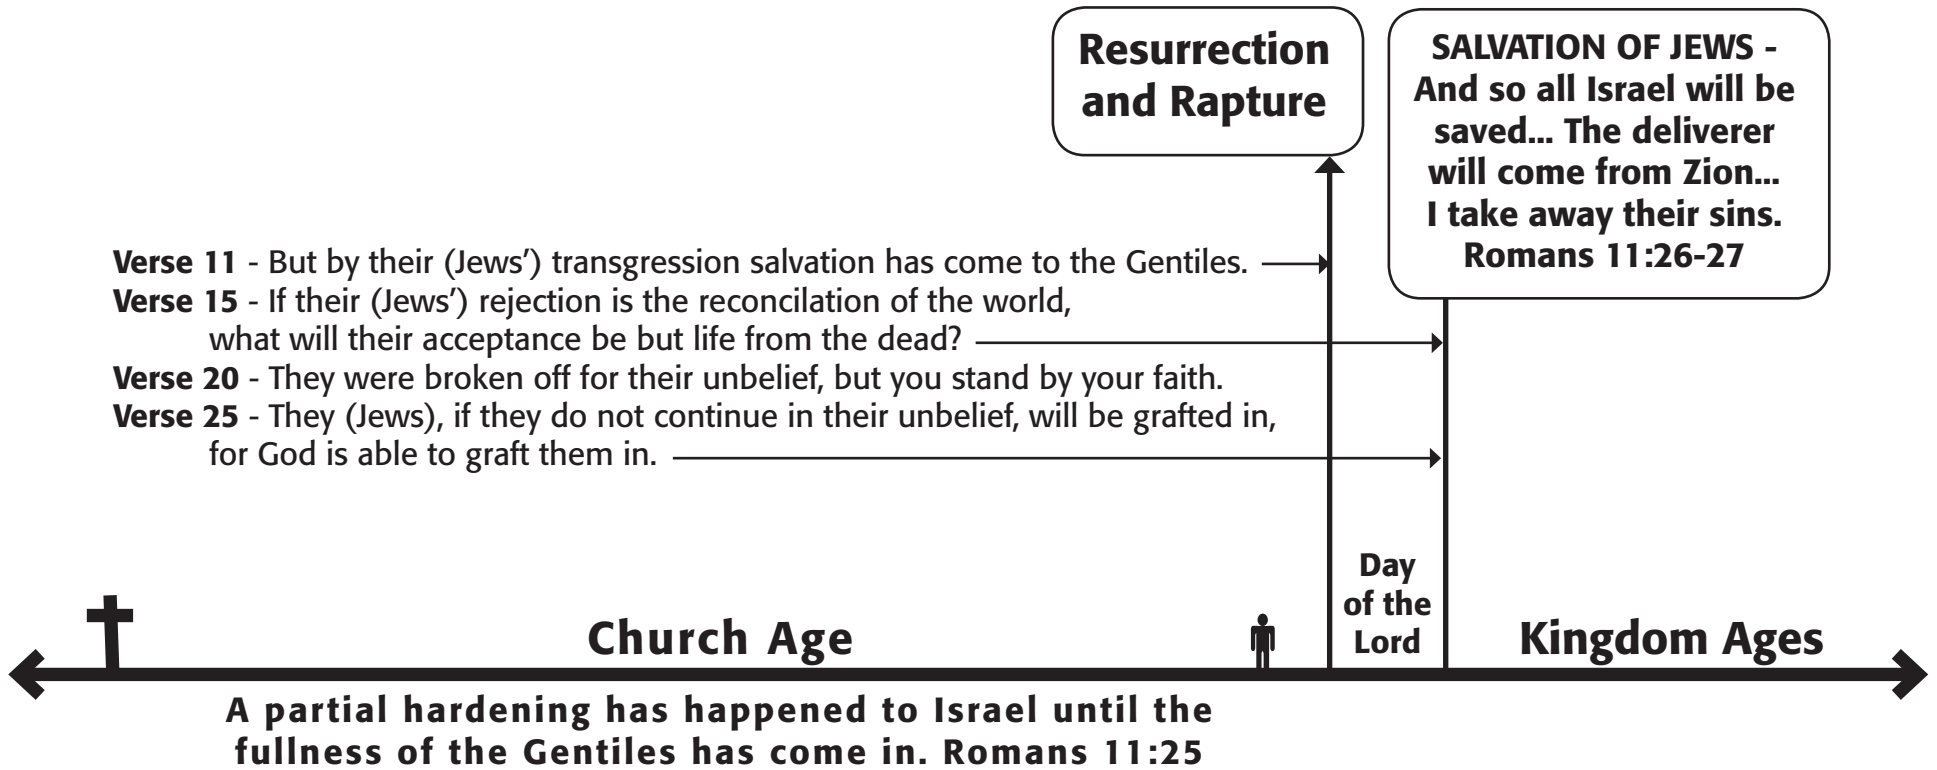 Resurrection
and Rapture
SALVATION OF JEWS -
And so all Israel will be
saved... The deliverer
will come from Zion...
I take away their sins.
Romans 11:26-27
Verse 11 - But by their (Jews’) transgression salvation has come to the Gentiles.
Verse 15 - If their (Jews’) rejection is the reconcilation of the world,
what will their acceptance be but life from the dead?
Verse 20 - They were broken off for their unbelief, but you stand by your faith.
Verse 25 - They (Jews), if they do not continue in their unbelief, will be grafted in,
for God is able to graft them in.
Church Age
Day
of the
Lord
Kingdom Ages
A partial hardening has happened to Israel until the
fullness of the Gentiles has come in. Romans 11:25